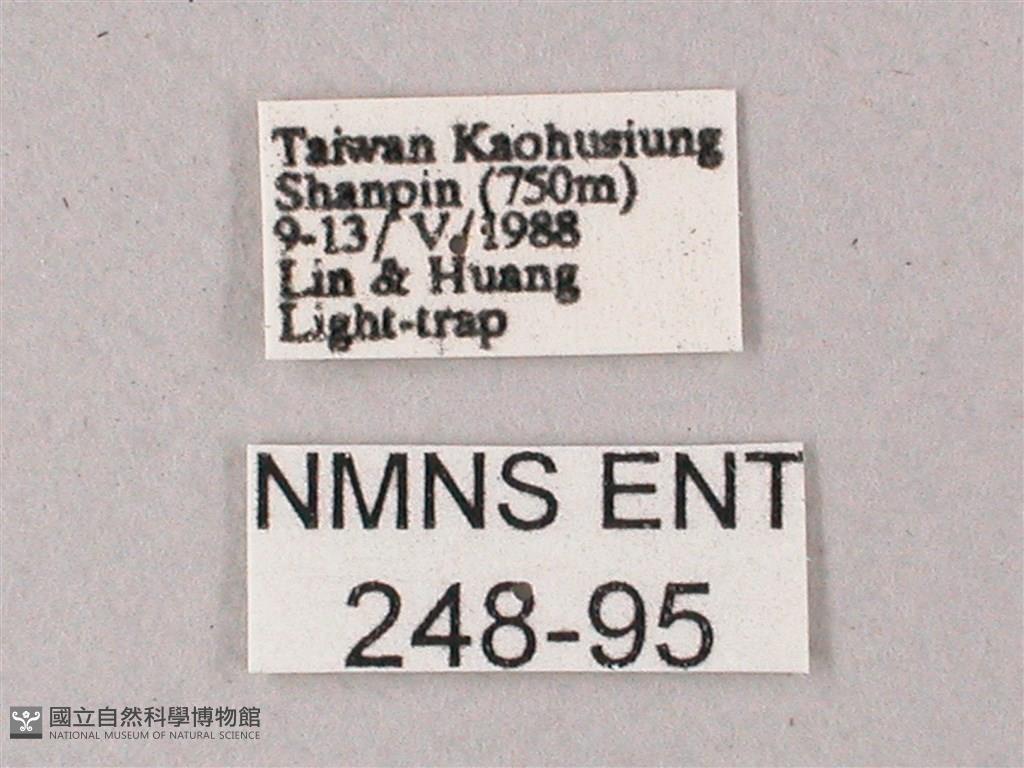 Taiwan Kaohusiung
Shanpin (750m)
9-13/ V./1988
Lin & Huang
Light-trap
NMNS ENT
248-95
國立自然科學博物館
NATIONAL MUSEUM OF NATURAL SCIENCE